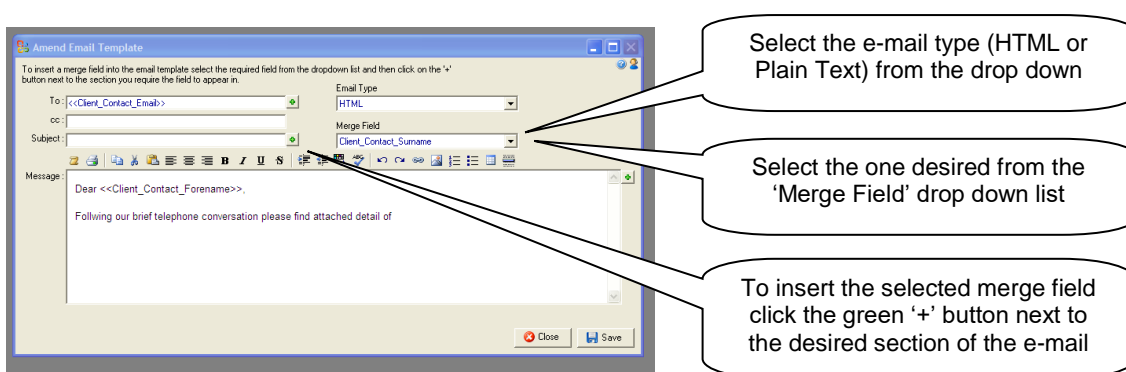 Amend Email Template
To insert a merge field into the email template select the required field from the dropdown list and then click on the '+'
button next to the section you require the field to appear in.
To :
<<Client_Contact_Email>>
cc :
Subject :
Email Type
HTML
Merge Field
Client_Contact_Surname
B I U S
Message :
Dear <<Client_Contact_Forename>>,
Follwing our brief telephone conversation please find attached detail of
Close
Save
Select the e-mail type (HTML or
Plain Text) from the drop down
Select the one desired from the
‘Merge Field’ drop down list
To insert the selected merge field
click the green ‘+’ button next to
the desired section of the e-mail